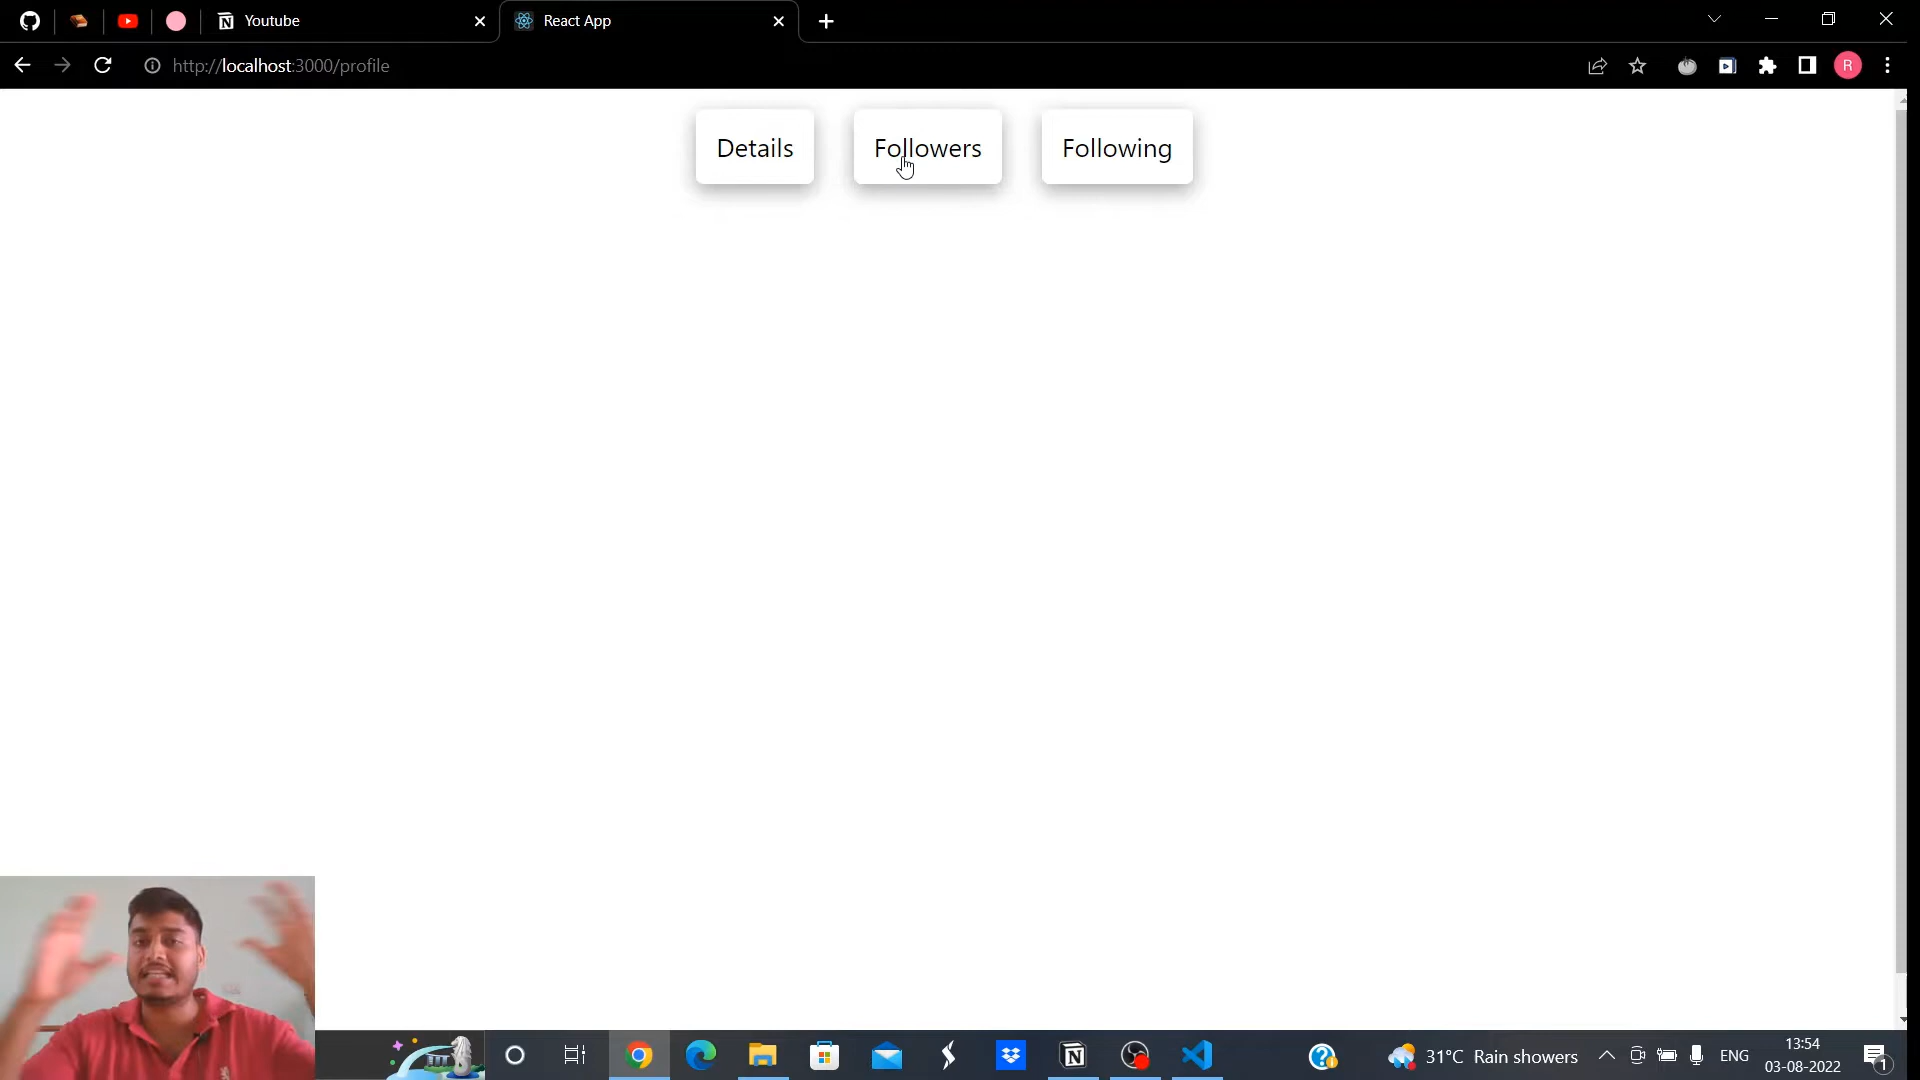 Youtube
React App
http://localhost:3000/profile
R
Details
Followers
Following
31°C Rain showers
ENG
13:54
03-08-2022
1